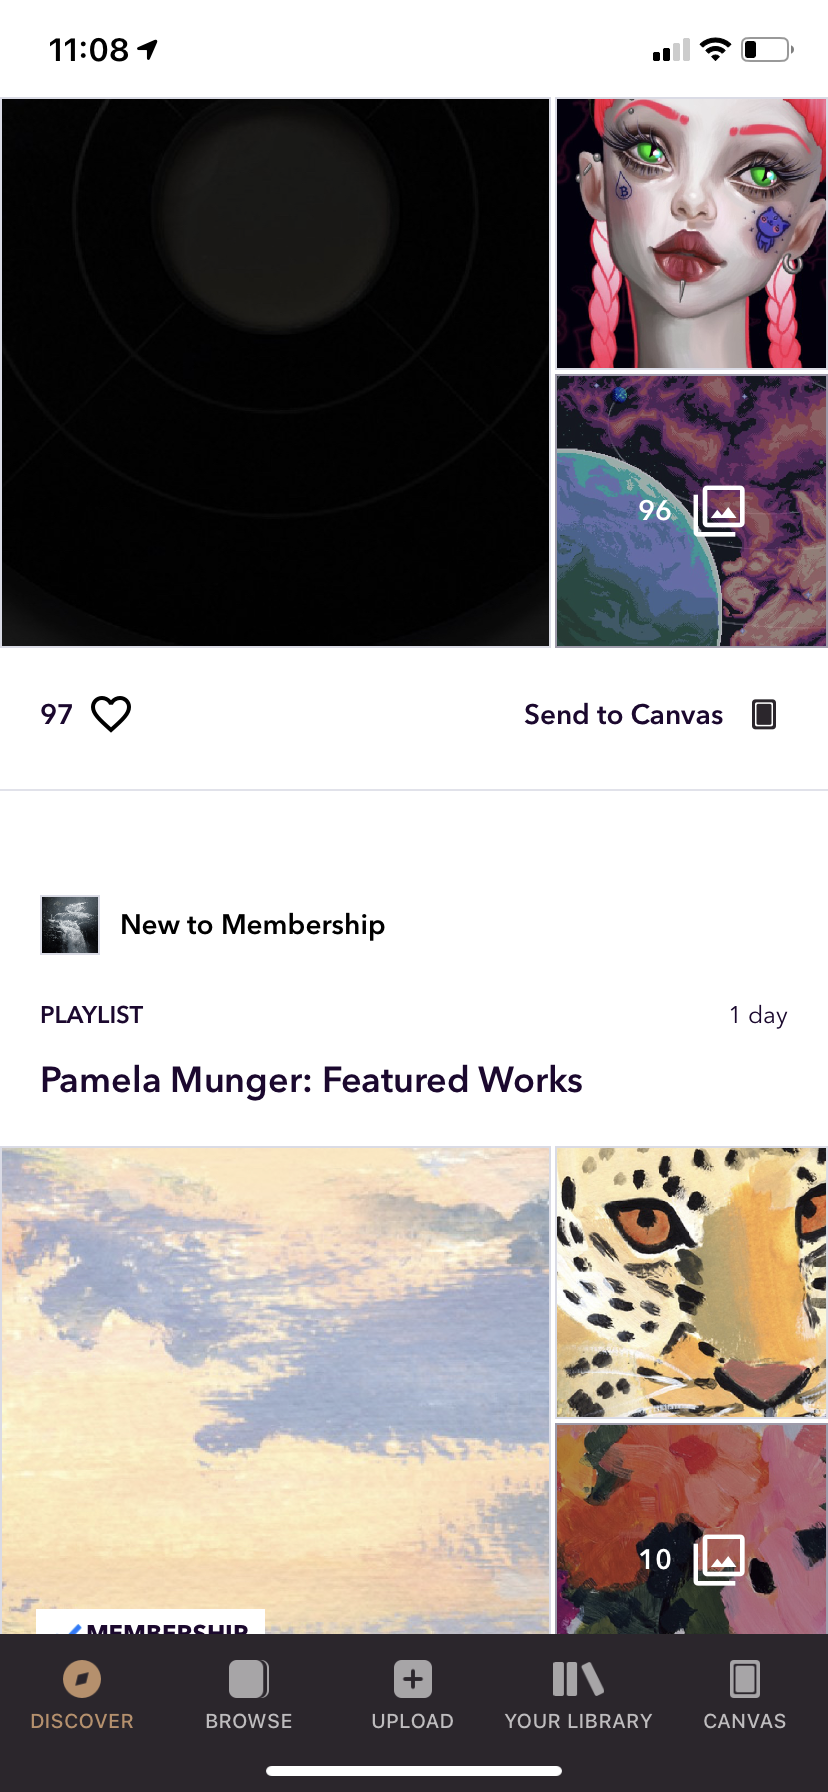 11:08
96
97
Send to Canvas
New to Membership
PLAYLIST
1 day
Pamela Munger: Featured Works
10
MEMBERSHIP
DISCOVER
BROWSE
UPLOAD
YOUR LIBRARY
CANVAS